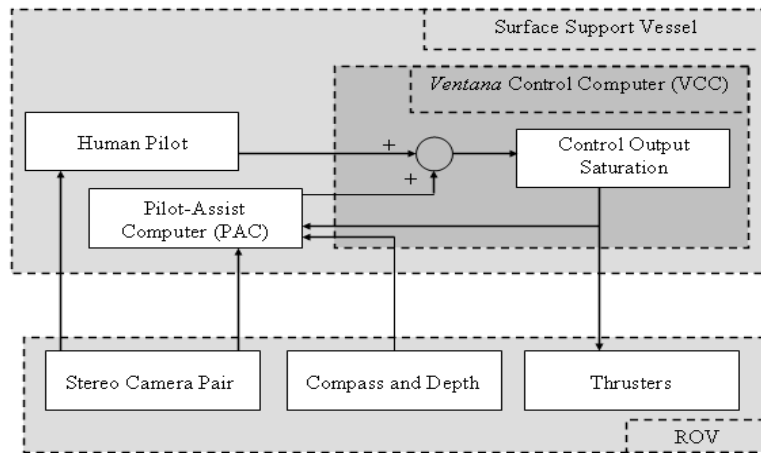 Surface Support Vessel
Ventana Control Computer (VCC)
Human Pilot
+
+
Control Output
Saturation
Pilot-Assist
Computer (PAC)
Stereo Camera Pair
Compass and Depth
Thrusters
ROV